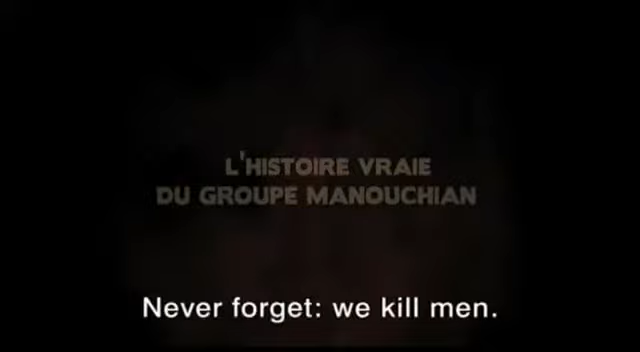 L'HISTOIRE VRAIE
DU GROUPE MANOUCHIAN
Never forget: we kill men.